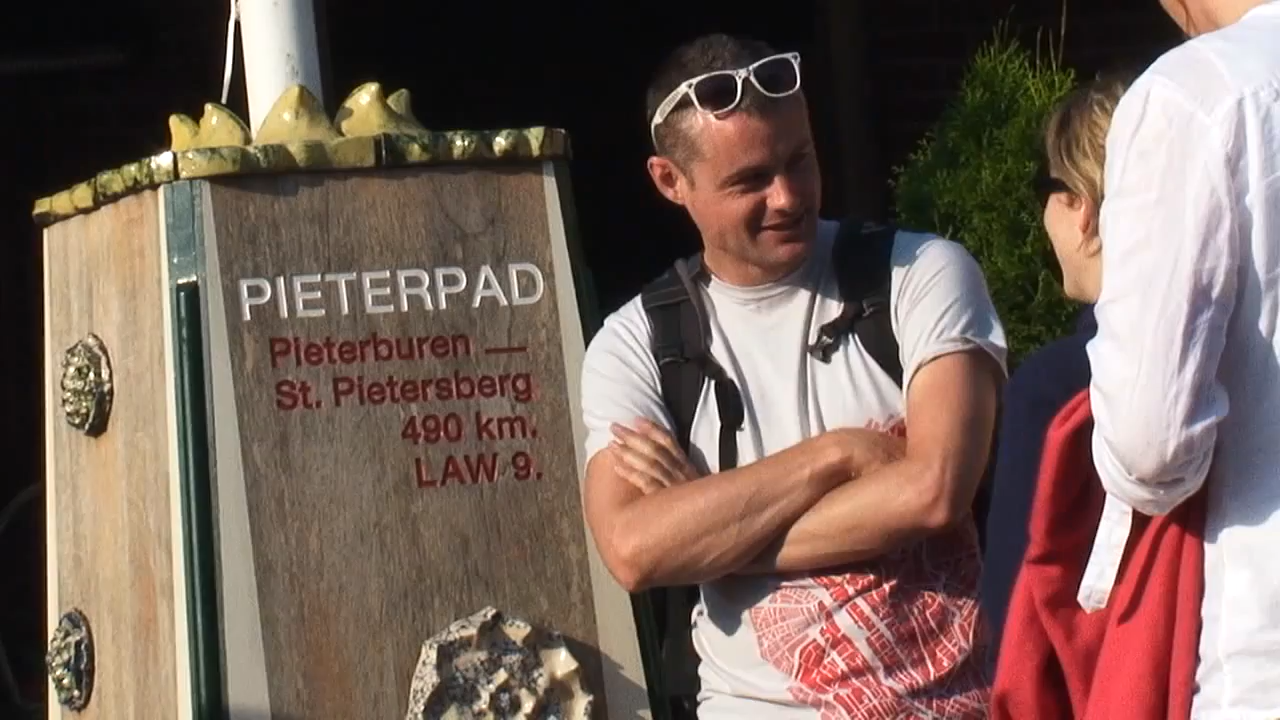 PIETERPAD
Pieterburen —
St. Pietersberg
490 km.
LAW 9.